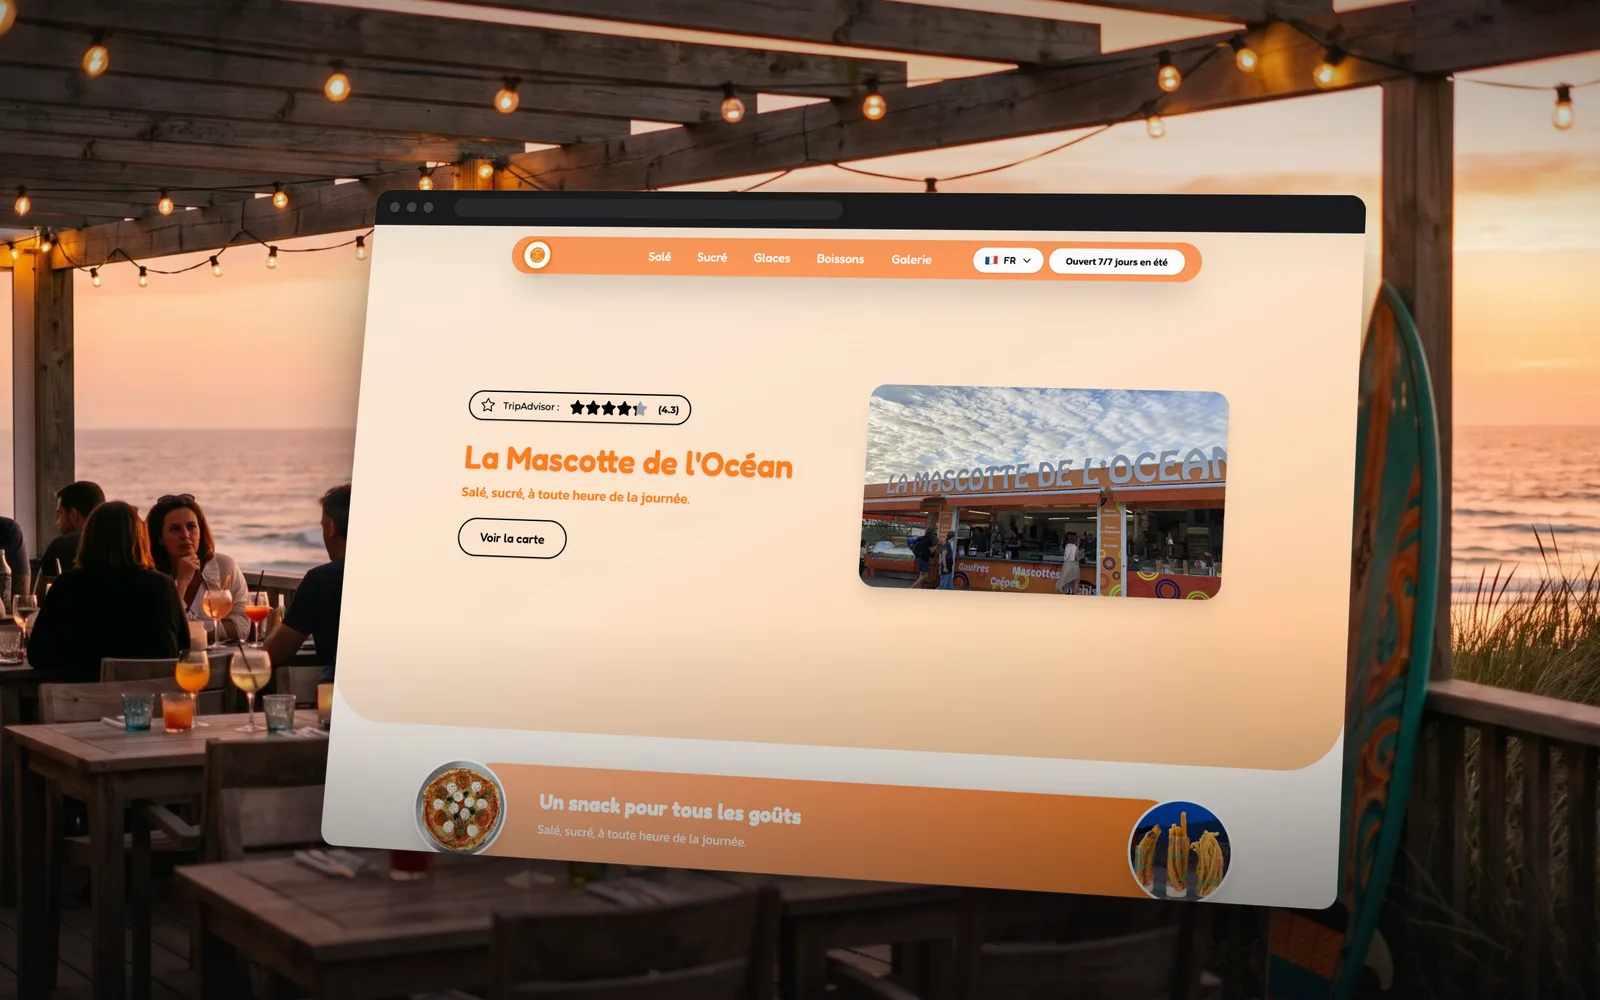 Salé Sucré Glaces Boissons Galerie FR Ouvert 7/7 jours en été
TripAdvisor : (4.3)
La Mascotte de l'Océan
Salé, sucré, à toute heure de la journée.
Voir la carte
LA MASCOTTE DE L'OCEAN
Gaufres Mascottes
Crêpes
Un snack pour tous les goûts
Salé, sucré, à toute heure de la journée.